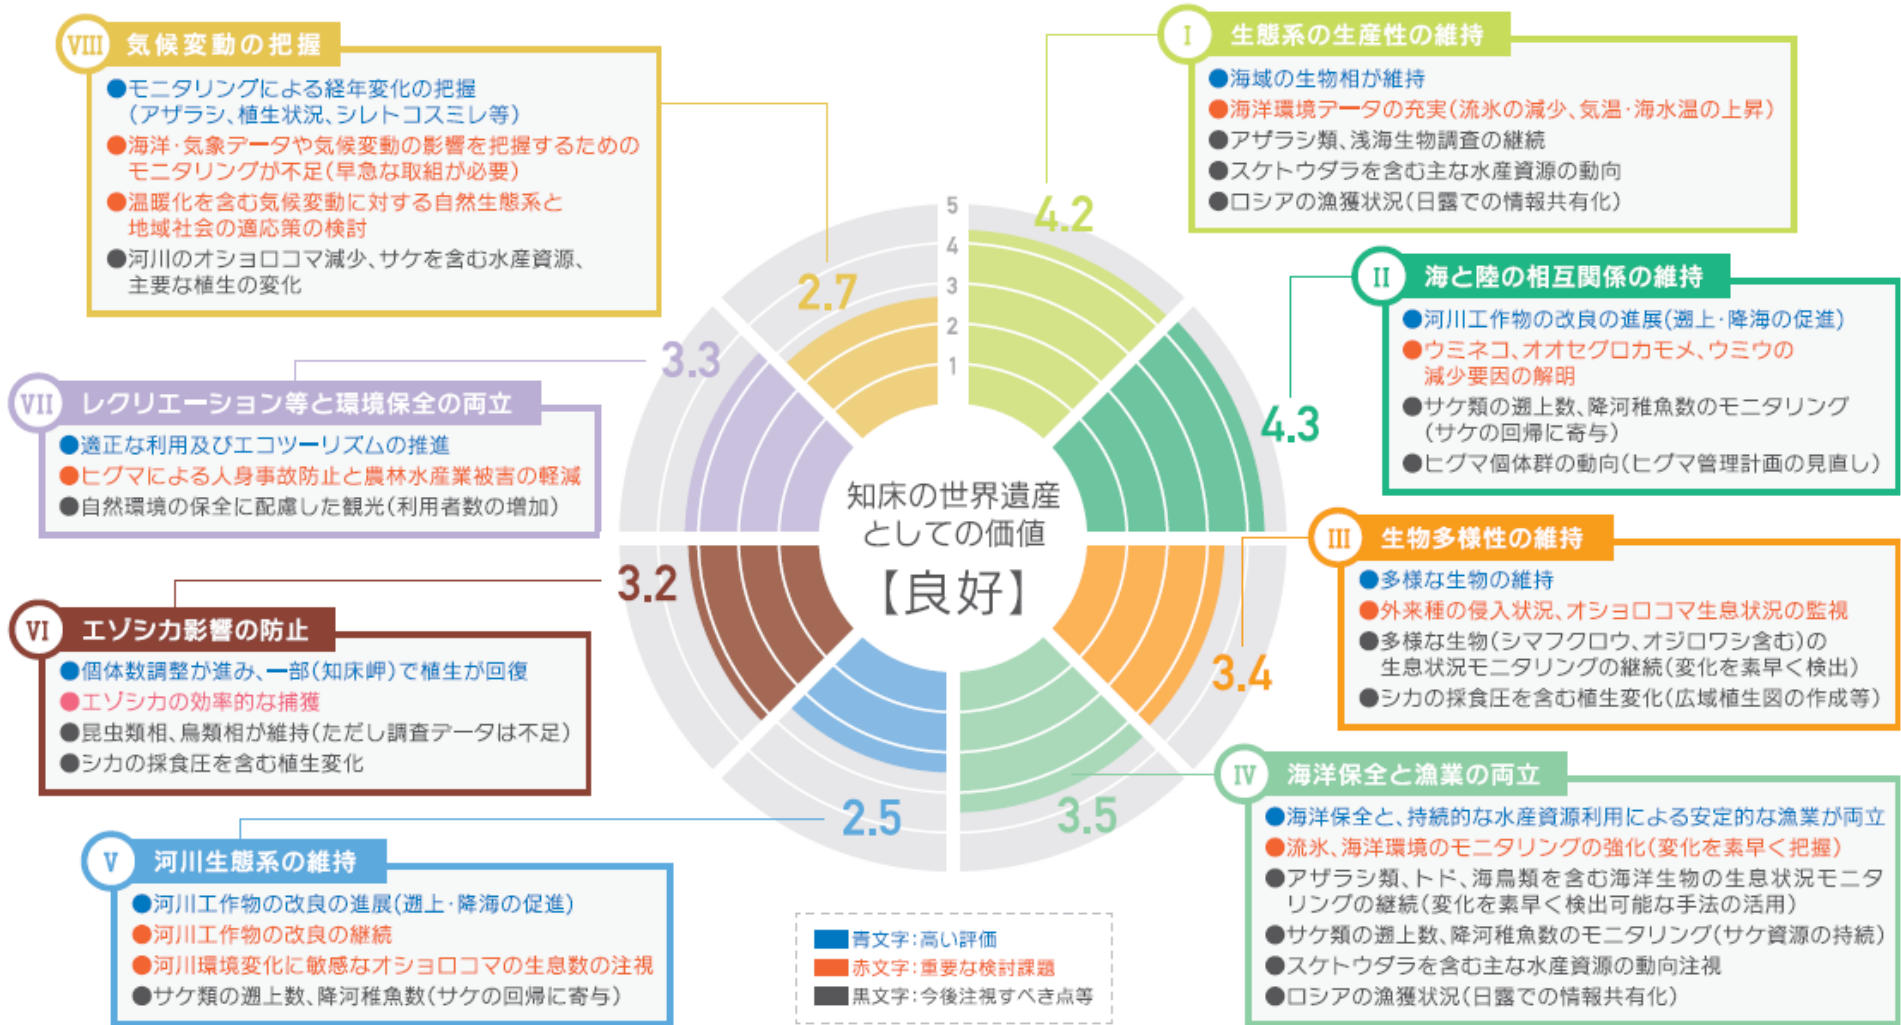 VIII 気候変動の把握
●モニタリングによる経年変化の把握
(アザラシ、植生状況、シレトコスミレ等)
●海洋・気象データや気候変動の影響を把握するための
モニタリングが不足(早急な取組が必要)
●温暖化を含む気候変動に対する自然生態系と
地域社会の適応策の検討
●河川のオショロコマ減少、サケを含む水産資源、
主要な植生の変化
I 生態系の生産性の維持
●海域の生物相が維持
●海洋環境データの充実(流氷の減少、気温・海水温の上昇)
●アザラシ類、浅海生物調査の継続
●スケトウダラを含む主な水産資源の動向
●ロシアの漁獲状況(日露での情報共有化)
II 海と陸の相互関係の維持
●河川工作物の改良の進展(遡上・降海の促進)
●ウミネコ、オオセグロカモメ、ウミウの
減少要因の解明
●サケ類の遡上数、降河稚魚数のモニタリング
(サケの回帰に寄与)
●ヒグマ個体群の動向(ヒグマ管理計画の見直し)
VII レクリエーション等と環境保全の両立
●適正な利用及びエコツーリズムの推進
●ヒグマによる人身事故防止と農林水産業被害の軽減
●自然環境の保全に配慮した観光(利用者数の増加)
5
4
3
2
1
4.2
4.3
3.4
3.5
2.5
3.2
3.3
2.7
知床の世界遺産
としての価値
【良好】
III 生物多様性の維持
●多様な生物の維持
●外来種の侵入状況、オショロコマ生息状況の監視
●多様な生物(シマフクロウ、オジロワシ含む)の
生息状況モニタリングの継続(変化を素早く検出)
●シカの採食圧を含む植生変化(広域植生図の作成等)
VI エゾシカ影響の防止
●個体数調整が進み、一部(知床岬)で植生が回復
●エゾシカの効率的な捕獲
●昆虫類相、鳥類相が維持(ただし調査データは不足)
●シカの採食圧を含む植生変化
IV 海洋保全と漁業の両立
●海洋保全と、持続的な水産資源利用による安定的な漁業が両立
●流氷、海洋環境のモニタリングの強化(変化を素早く把握)
●アザラシ類、トド、海鳥類を含む海洋生物の生息状況モニタ
リングの継続(変化を素早く検出可能な手法の活用)
●サケ類の遡上数、降河稚魚数のモニタリング(サケ資源の持続)
●スケトウダラを含む主な水産資源の動向注視
●ロシアの漁獲状況(日露での情報共有化)
V 河川生態系の維持
●河川工作物の改良の進展(遡上・降海の促進)
●河川工作物の改良の継続
●河川環境変化に敏感なオショロコマの生息数の注視
●サケ類の遡上数、降河稚魚数(サケの回帰に寄与)
青文字:高い評価
赤文字:重要な検討課題
黒文字:今後注視すべき点等